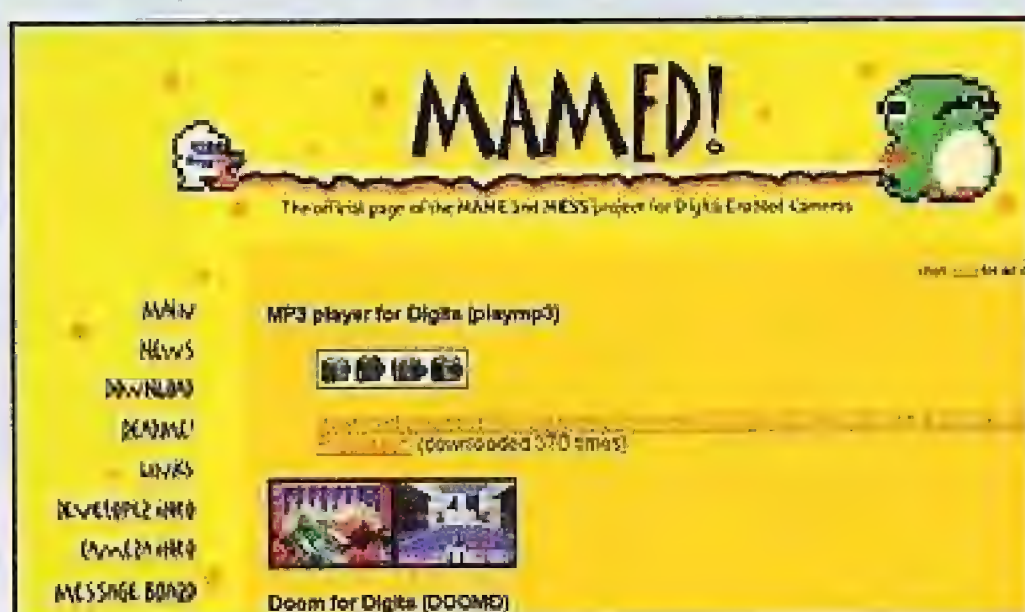 MAMED!
The official page of the MAME and MESS project for Digita Enabled Cameras
MAIN
NEWS
DOWNLOAD
README!
LINKS
DEVELOPER INFO
CAMERA INFO
MESSAGE BOARD
MP3 player for Digita (playmp3)
(downloaded 370 times)
Doom for Digita (DOOMD)